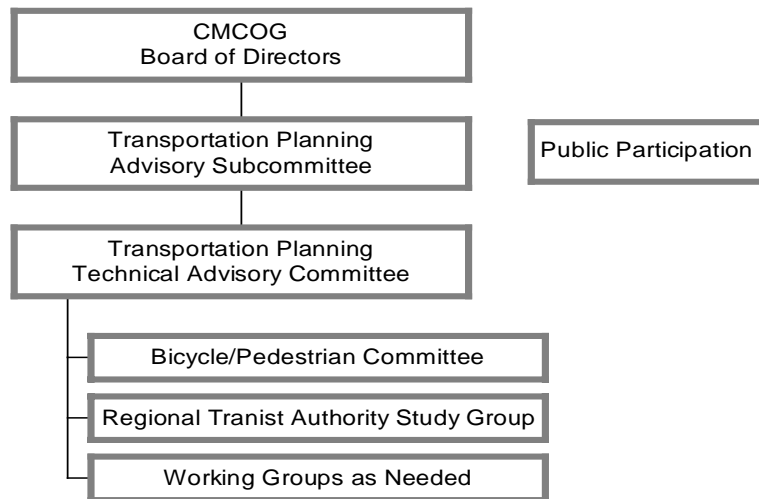 CMCOG
Board of Directors
Transportation Planning
Advisory Subcommittee
Public Participation
Transportation Planning
Technical Advisory Committee
Bicycle/Pedestrian Committee
Regional Tranist Authority Study Group
Working Groups as Needed